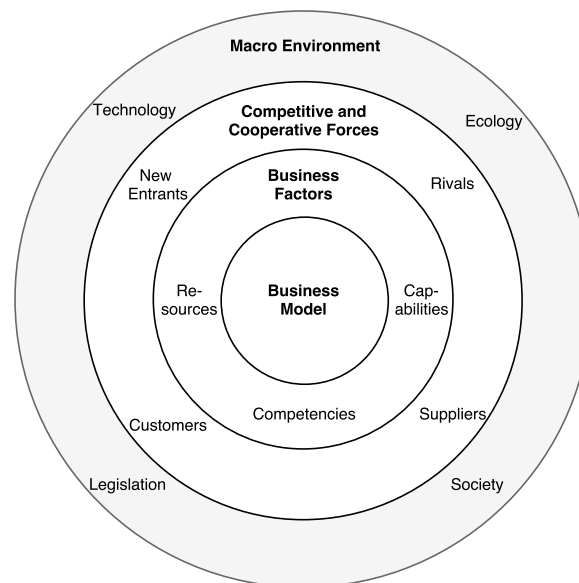 Macro Environment
Technology
Competitive and
Cooperative Forces
Ecology
New
Entrants
Business
Factors
Rivals
Re-
sources
Business
Model
Cap-
abilities
Customers
Competencies
Suppliers
Legislation
Society